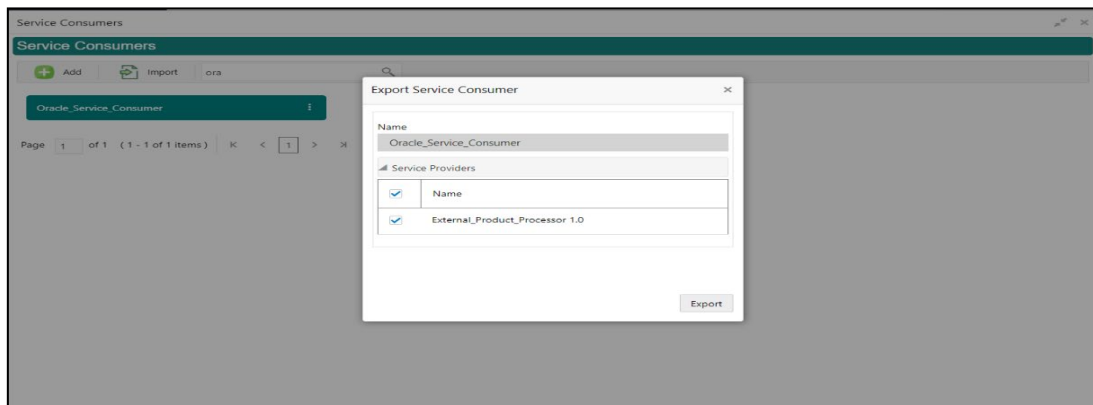 Service Consumers
Service Consumers
Add Import ora
Oracle_Service_Consumer
Page 1 of 1 (1 - 1 of 1 items) K < 1 > >|
Export Service Consumer
Name
Oracle_Service_Consumer
Service Providers
Name
External_Product_Processor 1.0
Export